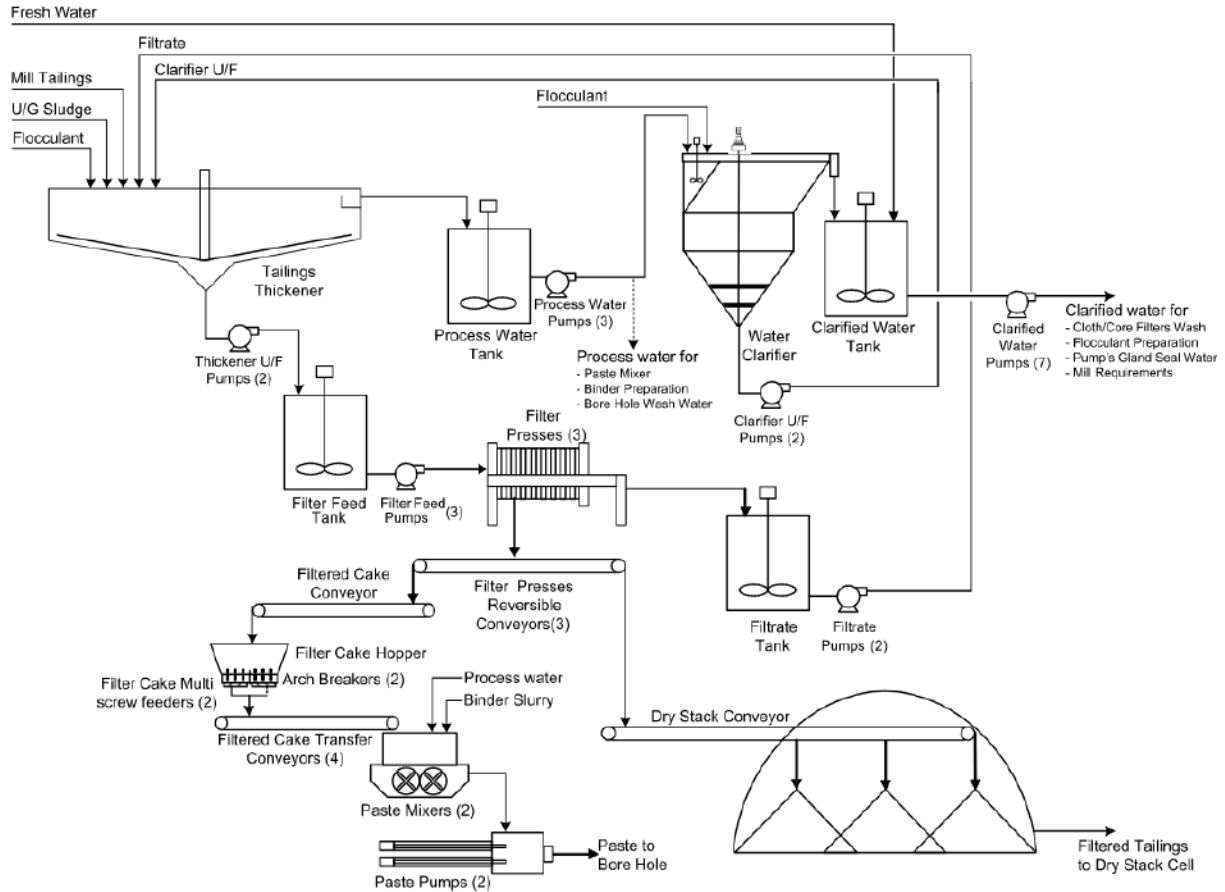 Fresh Water
Filtrate
Clarifier U/F
Mill Tailings
U/G Sludge
Flocculant
Flocculant
Tailings
Thickener
Process Water
Pumps (3)
Process Water
Tank
Process water for
- Paste Mixer
- Binder Preparation
- Bore Hole Wash Water
Water
Clarifier
Clarified Water
Tank
Clarified
Water
Pumps (7)
Clarified water for
- Cloth/Core Filters Wash
- Flocculant Preparation
- Pump's Gland Seal Water
- Mill Requirements
Thickener U/F
Pumps (2)
Clarifier U/F
Pumps (2)
Filter
Presses (3)
Filter Feed
Tank
Filter Feed
Pumps (3)
Filtered Cake
Conveyor
Filter Presses
Reversible
Conveyors(3)
Filtrate
Tank
Filtrate
Pumps (2)
Filter Cake Hopper
Arch Breakers (2)
Filter Cake Multi
screw feeders (2)
Process water
Binder Slurry
Dry Stack Conveyor
Filtered Cake Transfer
Conveyors (4)
Paste Mixers (2)
Paste to
Bore Hole
Paste Pumps (2)
Filtered Tailings
to Dry Stack Cell